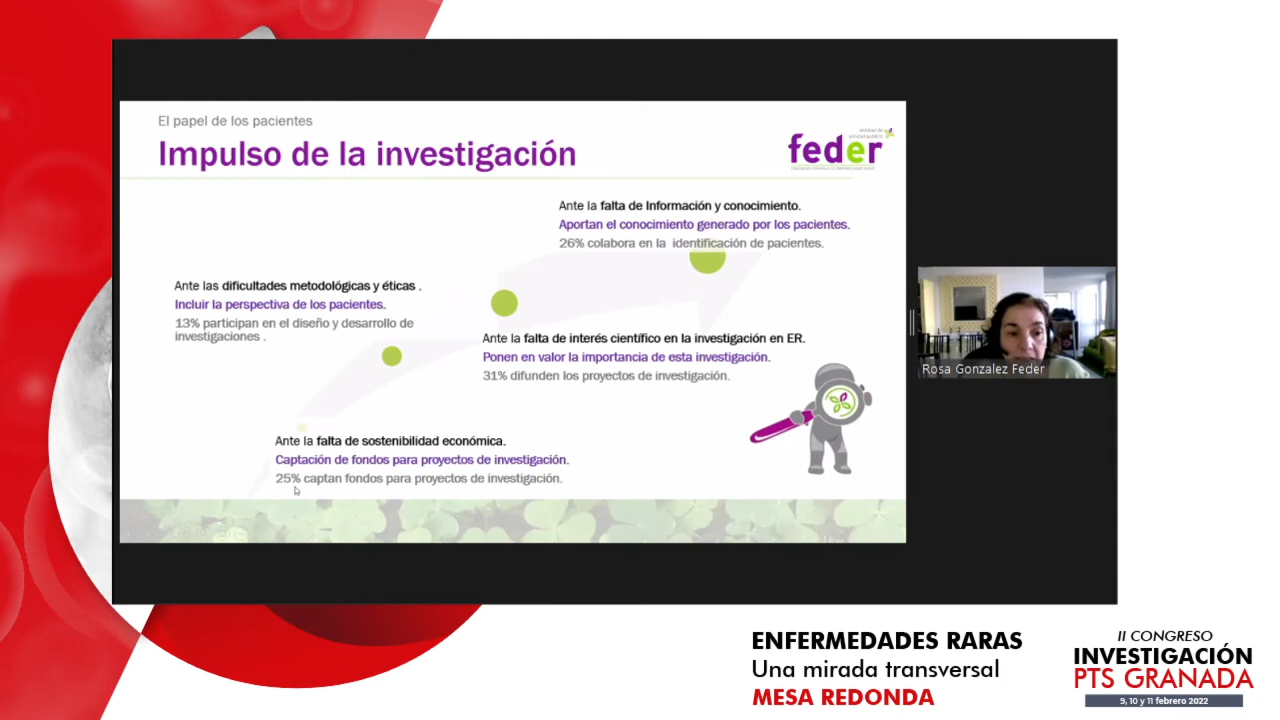 El papel de los pacientes
Impulso de la investigación
feder
Ante la falta de Información y conocimiento.
Aportan el conocimiento generado por los pacientes.
26% colabora en la identificación de pacientes.
Ante las dificultades metodológicas y éticas .
Incluir la perspectiva de los pacientes.
13% participan en el diseño y desarrollo de
investigaciones .
Ante la falta de interés científico en la investigación en ER.
Ponen en valor la importancia de esta investigación.
31% difunden los proyectos de investigación.
Ante la falta de sostenibilidad económica.
Captación de fondos para proyectos de investigación.
25% captan fondos para proyectos de investigación.
Rosa Gonzalez Feder
ENFERMEDADES RARAS
Una mirada transversal
MESA REDONDA
II CONGRESO
INVESTIGACIÓN
PTS GRANADA
9, 10 y 11 febrero 2022